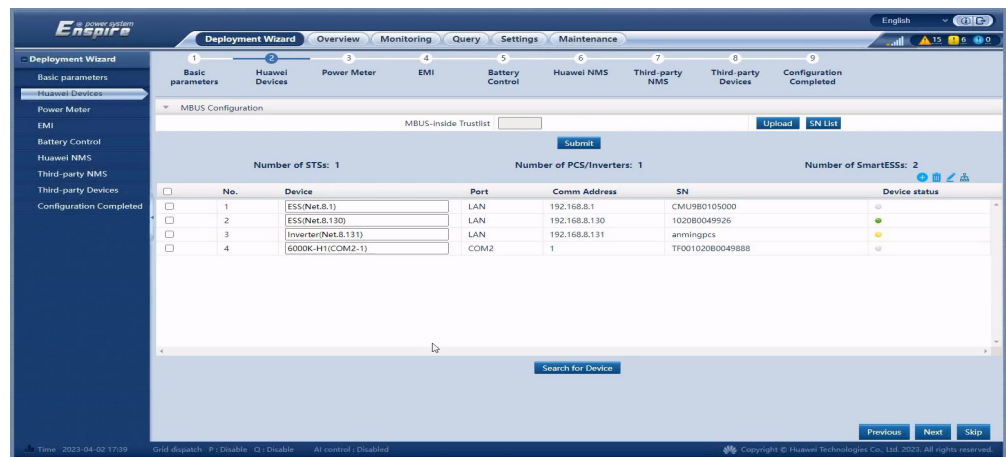 Enspire power system
English
Deployment Wizard Overview Monitoring Query Settings Maintenance
15 6 0
Deployment Wizard
Basic parameters
Huawei Devices
Power Meter
EMI
Battery Control
Huawei NMS
Third-party NMS
Third-party Devices
Configuration Completed
1 2 3 4 5 6 7 8 9
Basic parameters Huawei Devices Power Meter EMI Battery Control Huawei NMS Third-party NMS Third-party Devices Configuration Completed
MBUS Configuration
MBUS-Inside Trustlist Upload SN List
Submit
Number of STSs: 1 Number of PCS/Inverters: 1 Number of SmartESSs: 2
No. Device Port Comm Address SN Device status
1 ESS(Net.8.1) LAN 192.168.8.1 CMU9B0105000
2 ESS(Net.8.130) LAN 192.168.8.130 1020B0049926
3 Inverter(Net.8.131) LAN 192.168.8.131 anmingpcs
4 6000K-H1(COM2-1) COM2 1 TF001020B0049888
Search for Device
Previous Next Skip
Time 2023-04-02 17:39 Grid dispatch P : Disable Q : Disable AI control : Disabled Copyright © Huawei Technologies Co., Ltd. 2023. All rights reserved.